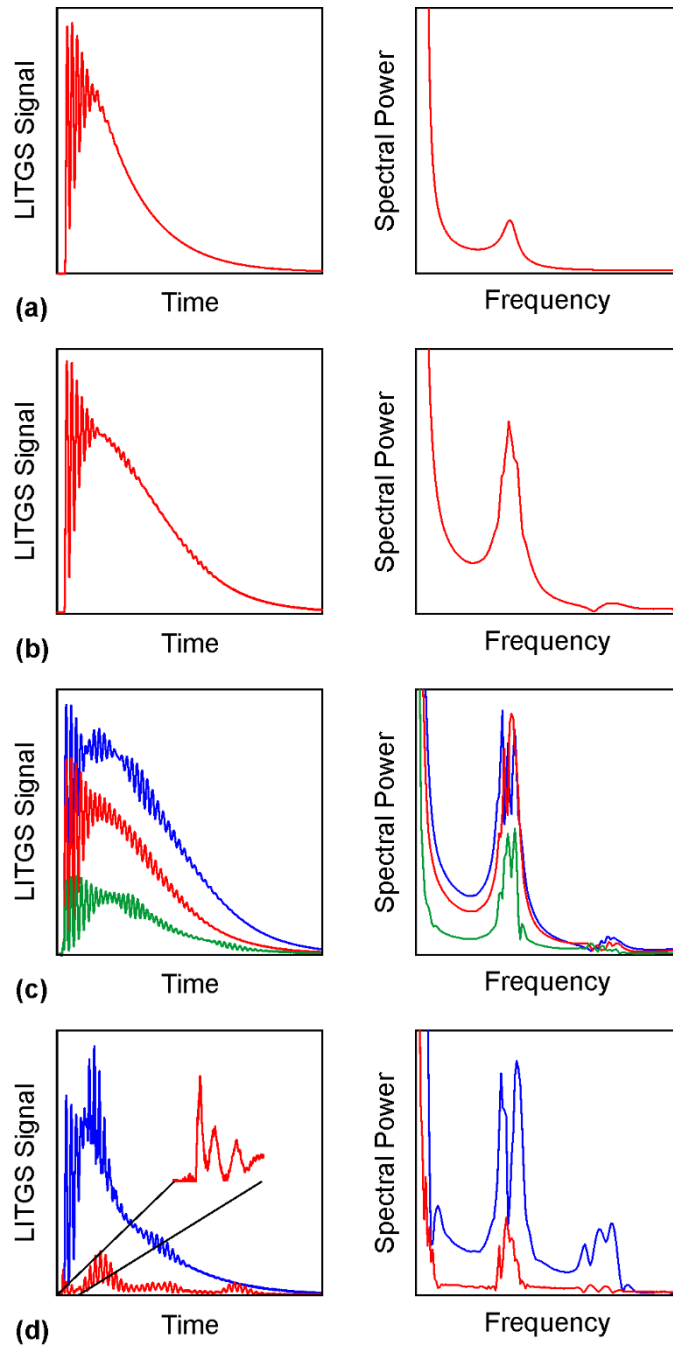 LITGS Signal
Time
Spectral Power
Frequency
(a)
LITGS Signal
Time
Spectral Power
Frequency
(b)
LITGS Signal
Time
Spectral Power
Frequency
(c)
LITGS Signal
Time
Spectral Power
Frequency
(d)